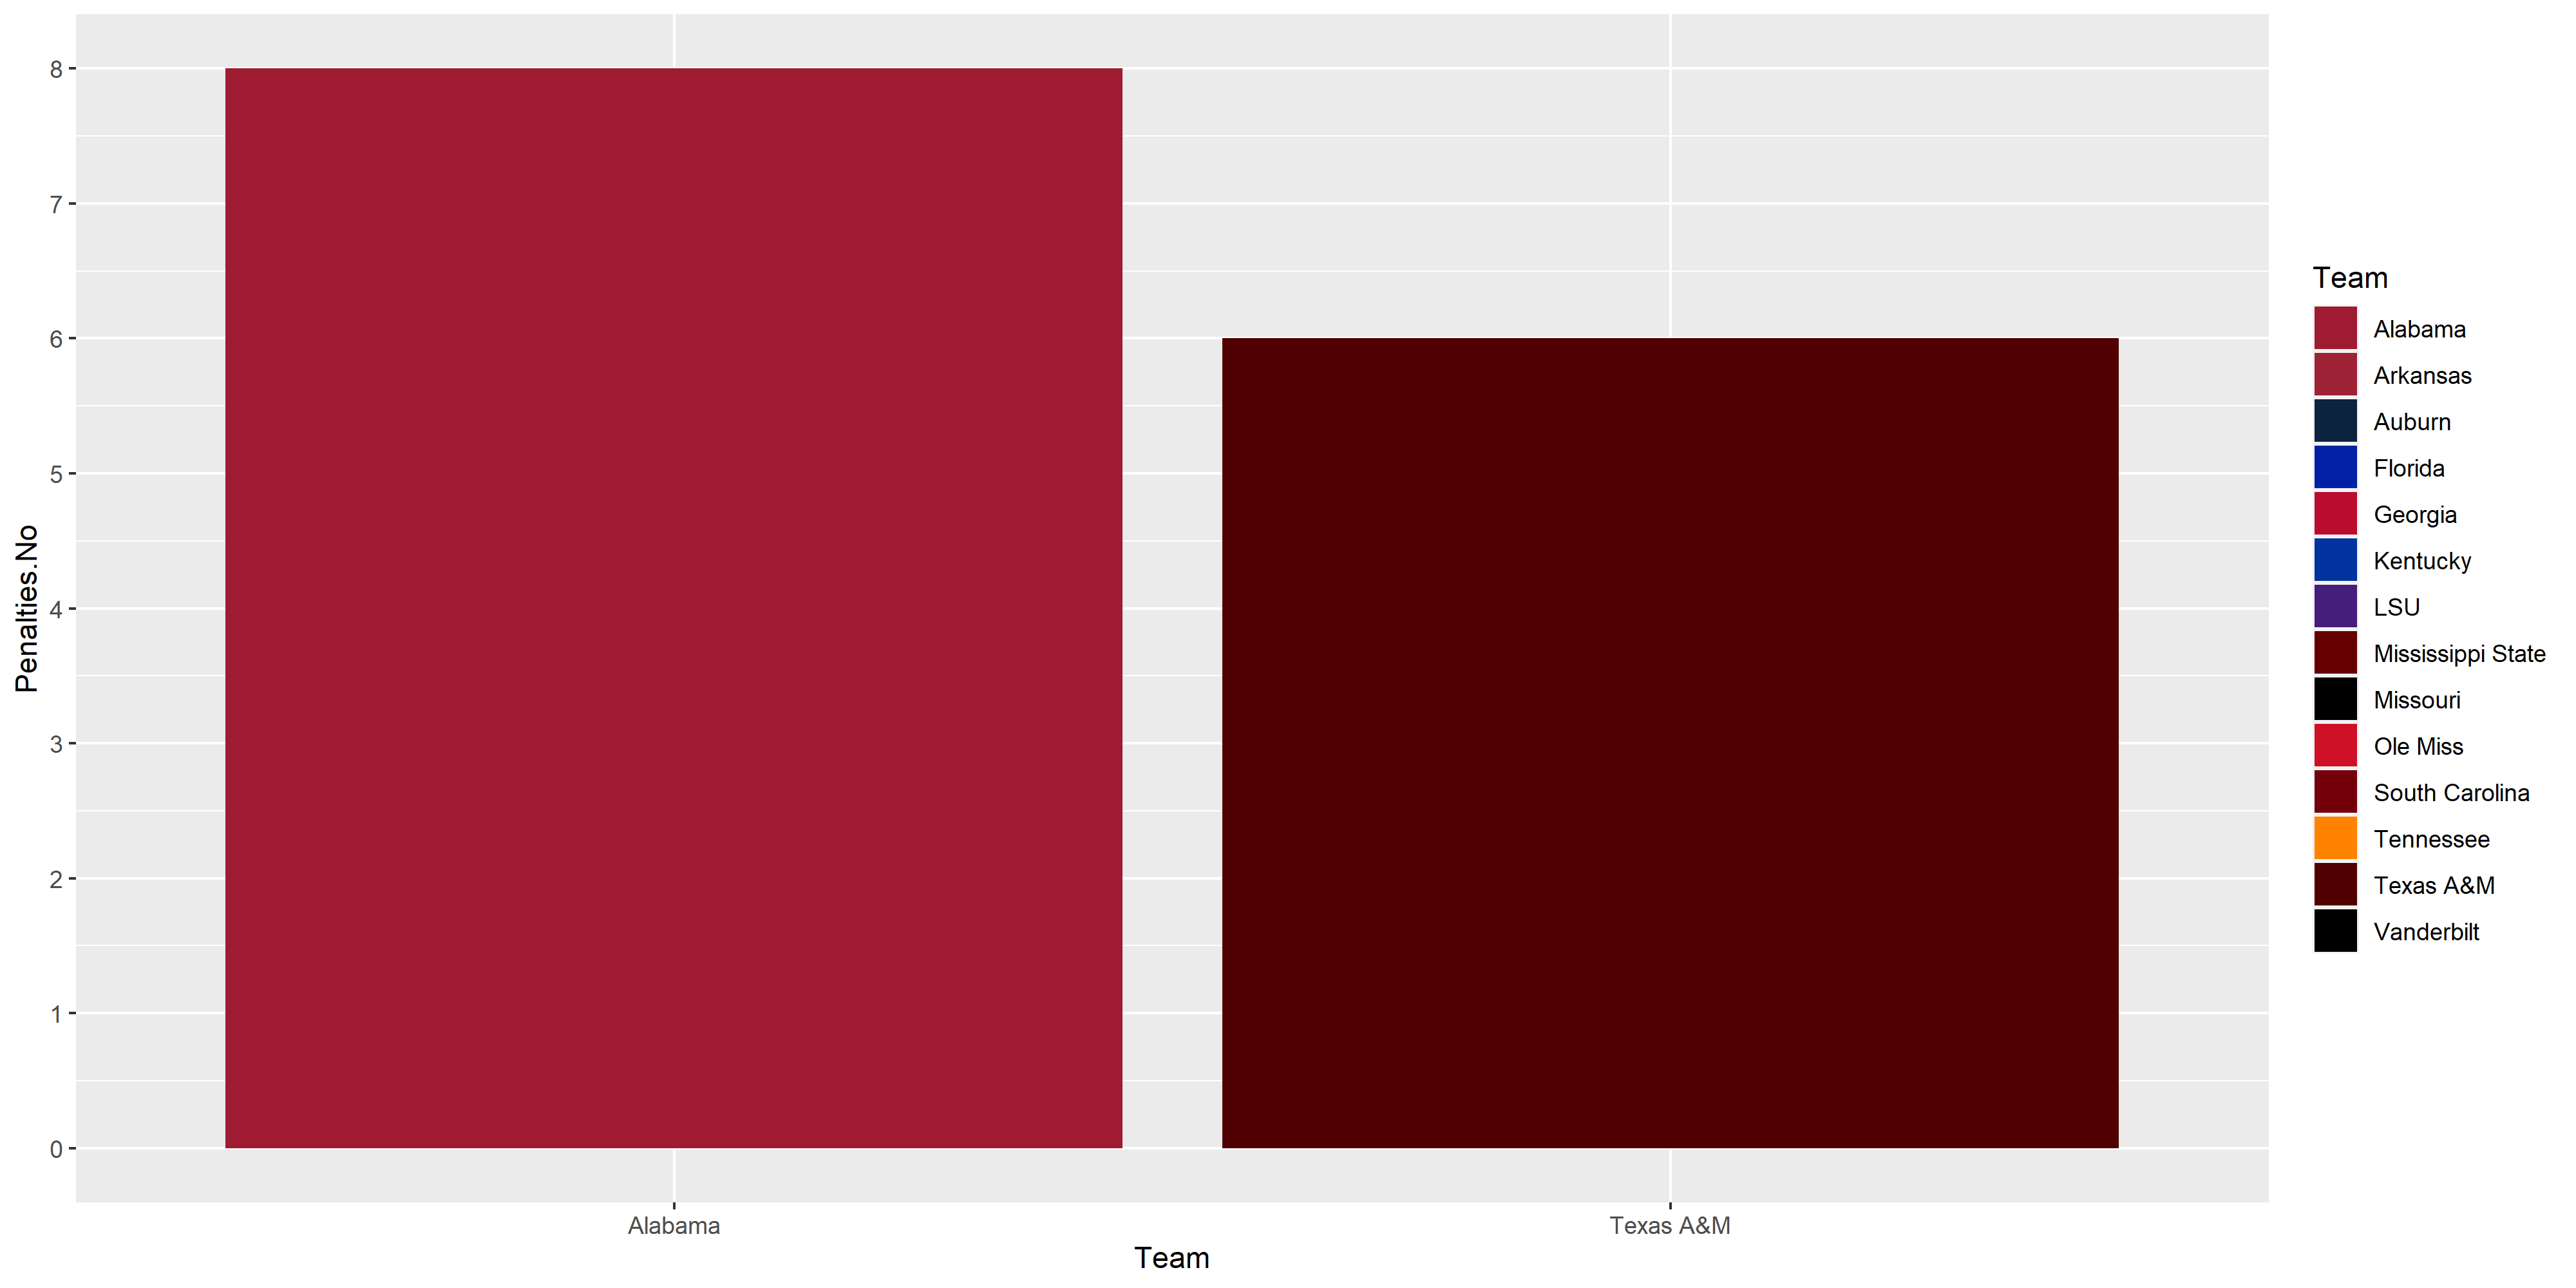 8
7
6
5
4
3
2
1
0
Penalties.No
Alabama
Texas A&M
Team
Team
Alabama
Arkansas
Auburn
Florida
Georgia
Kentucky
LSU
Mississippi State
Missouri
Ole Miss
South Carolina
Tennessee
Texas A&M
Vanderbilt